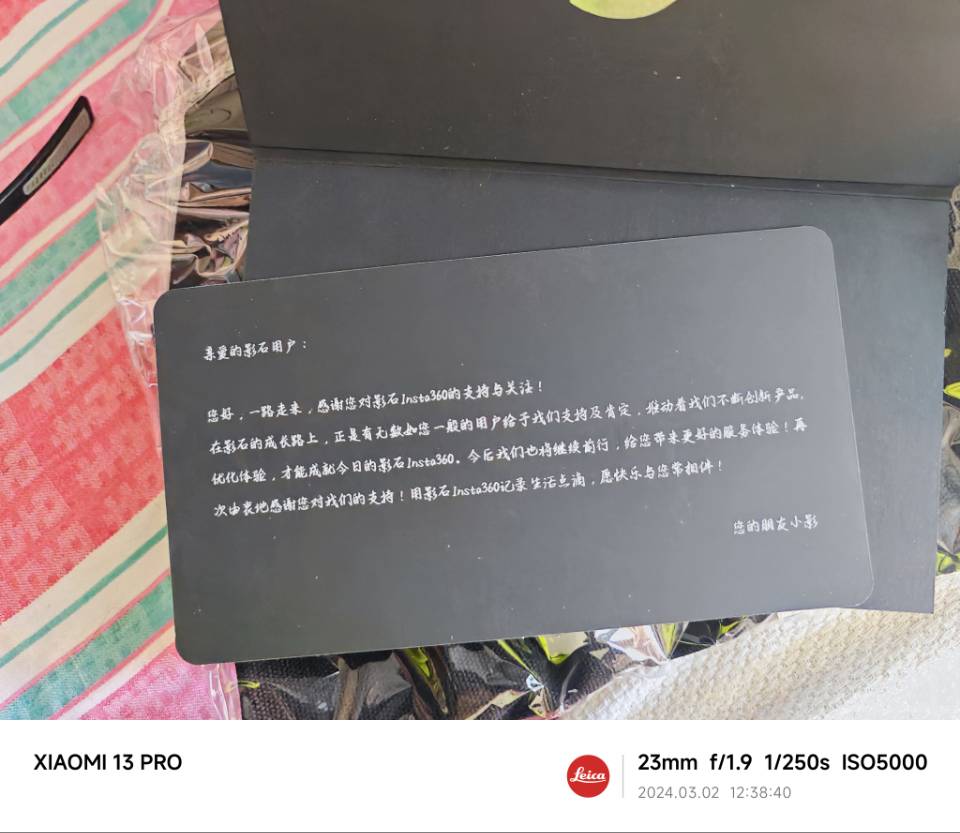 亲爱的影石用户：
您好，一路走来，感谢您对影石Insta360的支持与关注！
在影石的成长路上，正是有无数如您一般的用户给于我们支持及肯定，推动着我们不断创新产品，
优化体验，才能成就今日的影石Insta360。今后我们也将继续前行，给您带来更好的服务体验！再
次由衷地感谢您对我们的支持！用影石Insta360记录生活点滴，愿快乐与您常相伴！
您的朋友小影
XIAOMI 13 PRO
Leica
23mm f/1.9 1/250s ISO5000
2024.03.02 12:38:40